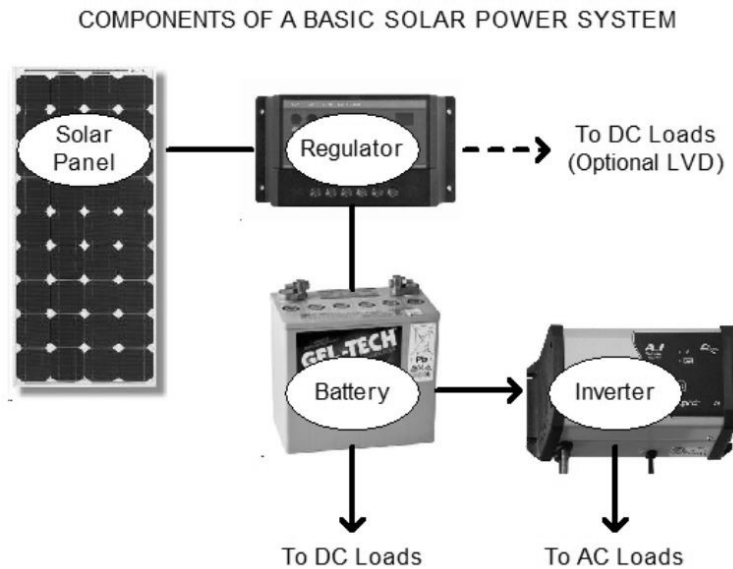 COMPONENTS OF A BASIC SOLAR POWER SYSTEM
Solar
Panel
Regulator
To DC Loads
(Optional LVD)
GEL-TECH
Pb
Battery
Inverter
To DC Loads
To AC Loads